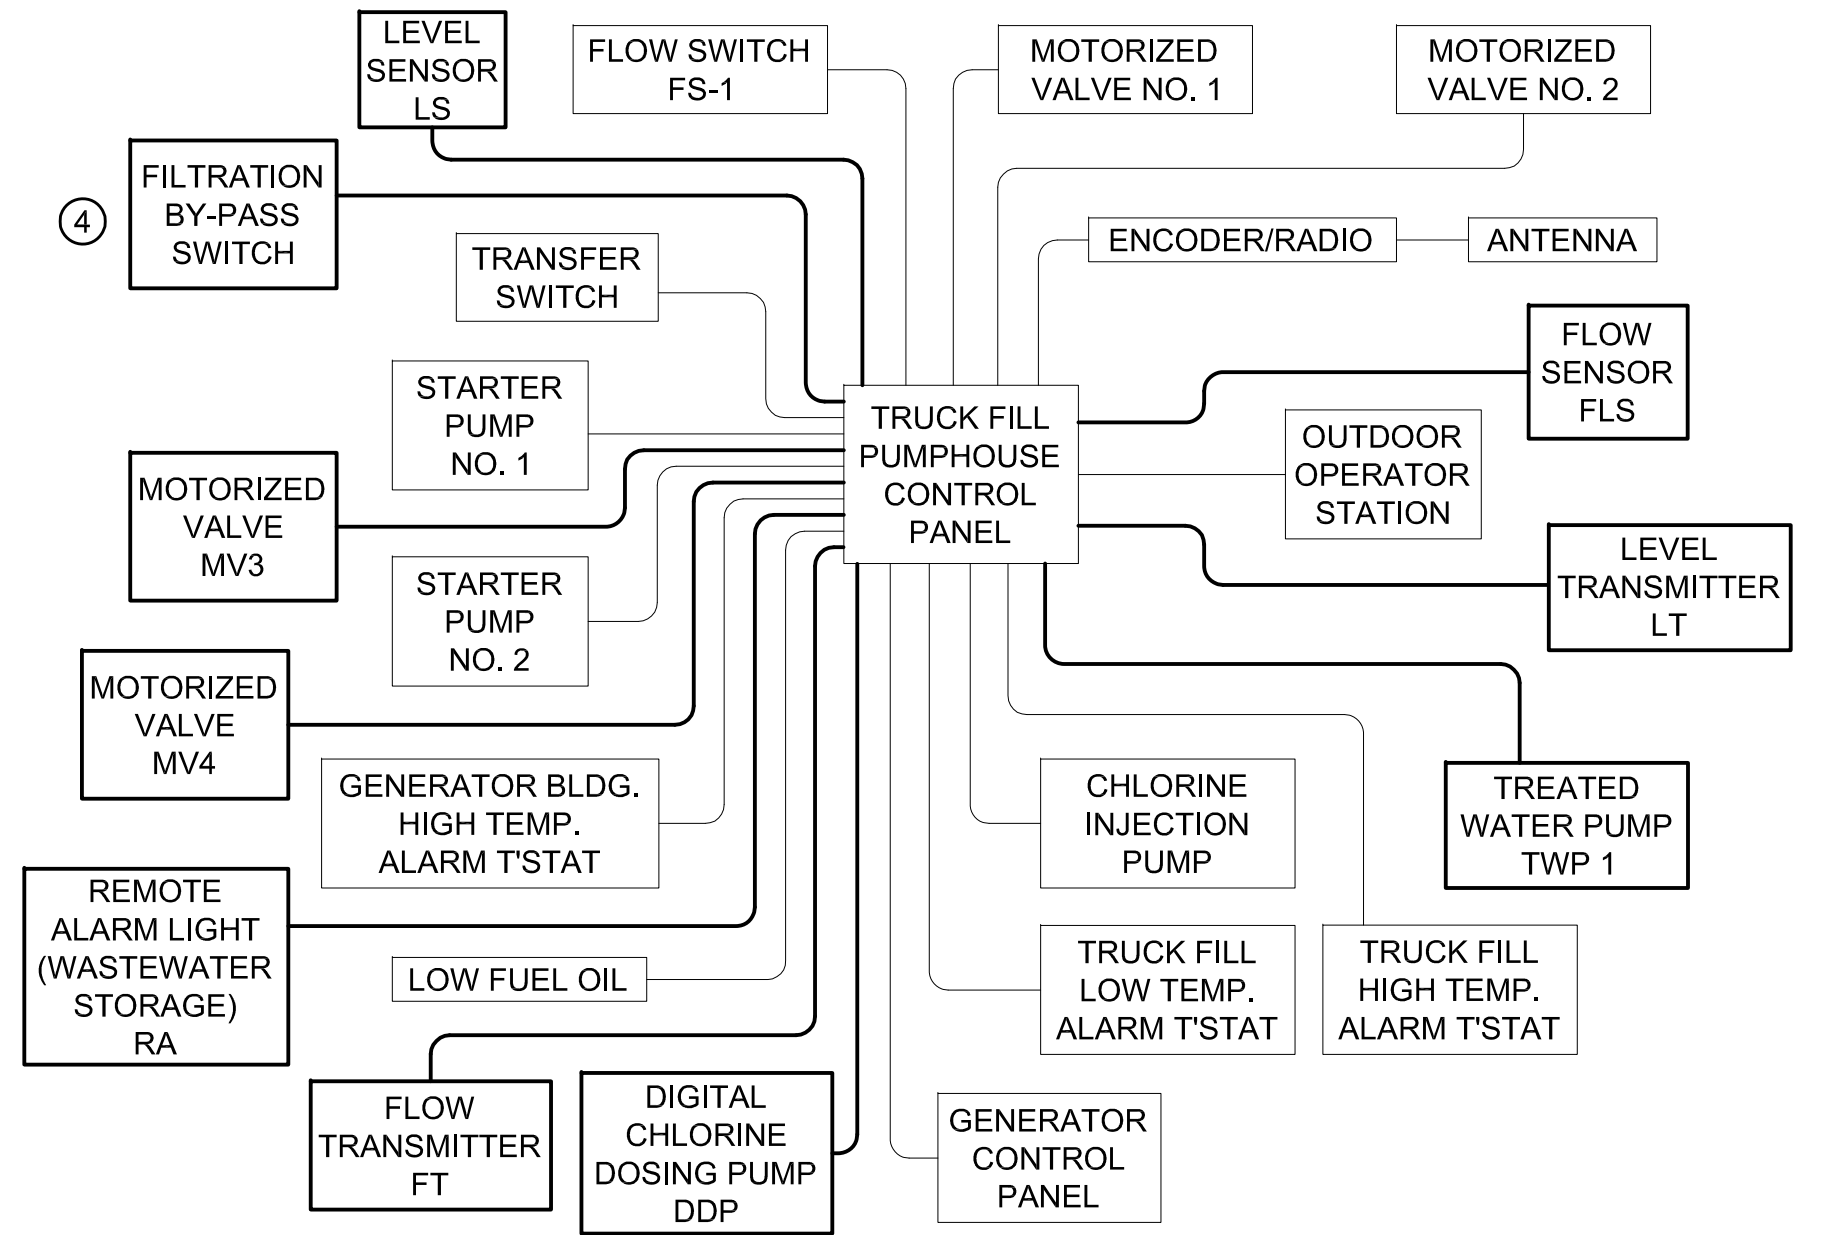 LEVEL
SENSOR
LS
FLOW SWITCH
FS-1
MOTORIZED
VALVE NO. 1
MOTORIZED
VALVE NO. 2
4
FILTRATION
BY-PASS
SWITCH
TRANSFER
SWITCH
ENCODER/RADIO
ANTENNA
FLOW
SENSOR
FLS
STARTER
PUMP
NO. 1
TRUCK FILL
PUMPHOUSE
CONTROL
PANEL
OUTDOOR
OPERATOR
STATION
MOTORIZED
VALVE
MV3
LEVEL
TRANSMITTER
LT
STARTER
PUMP
NO. 2
MOTORIZED
VALVE
MV4
GENERATOR BLDG.
HIGH TEMP.
ALARM T'STAT
CHLORINE
INJECTION
PUMP
TREATED
WATER PUMP
TWP 1
REMOTE
ALARM LIGHT
(WASTEWATER
STORAGE)
RA
LOW FUEL OIL
TRUCK FILL
LOW TEMP.
ALARM T'STAT
TRUCK FILL
HIGH TEMP.
ALARM T'STAT
FLOW
TRANSMITTER
FT
DIGITAL
CHLORINE
DOSING PUMP
DDP
GENERATOR
CONTROL
PANEL